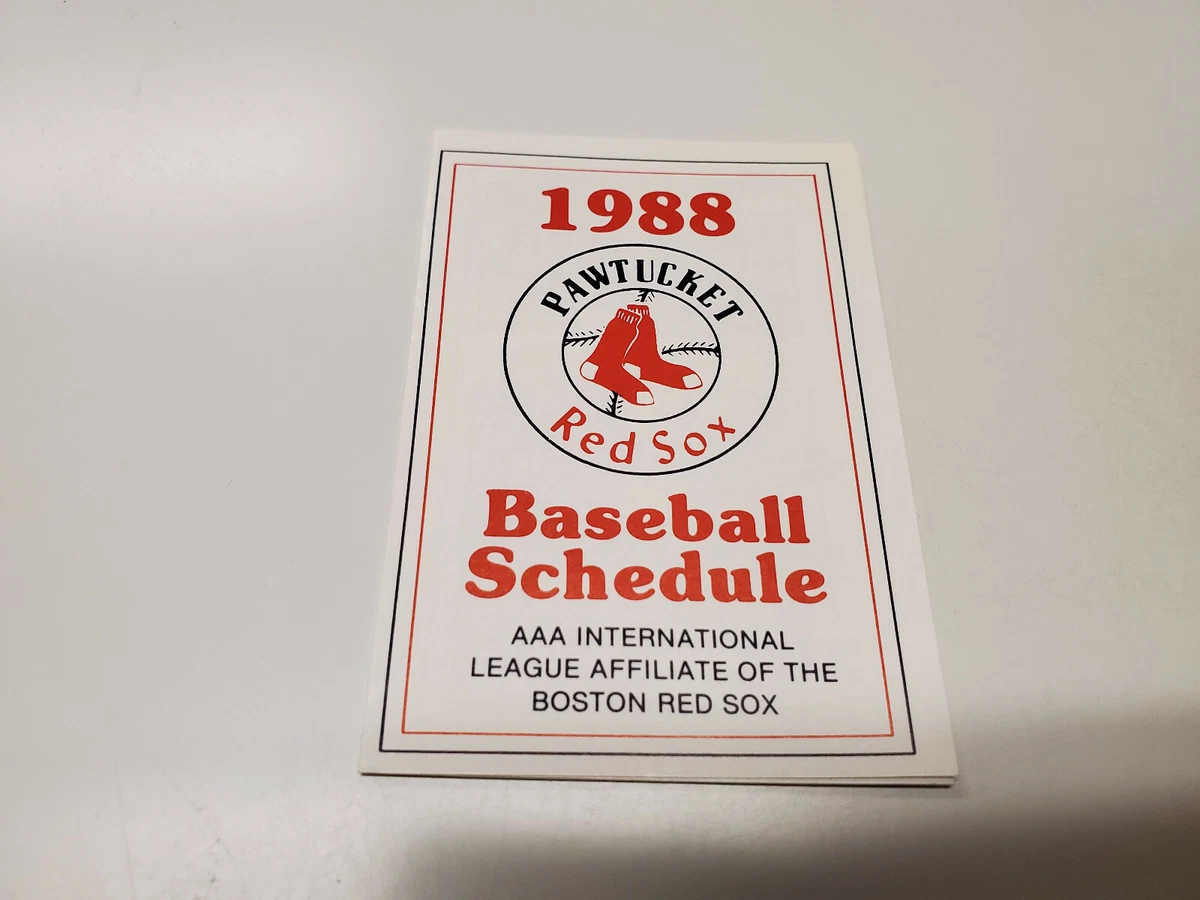 1988
PAWTUCKET
Red Sox
Baseball
Schedule
AAA INTERNATIONAL
LEAGUE AFFILIATE OF THE
BOSTON RED SOX